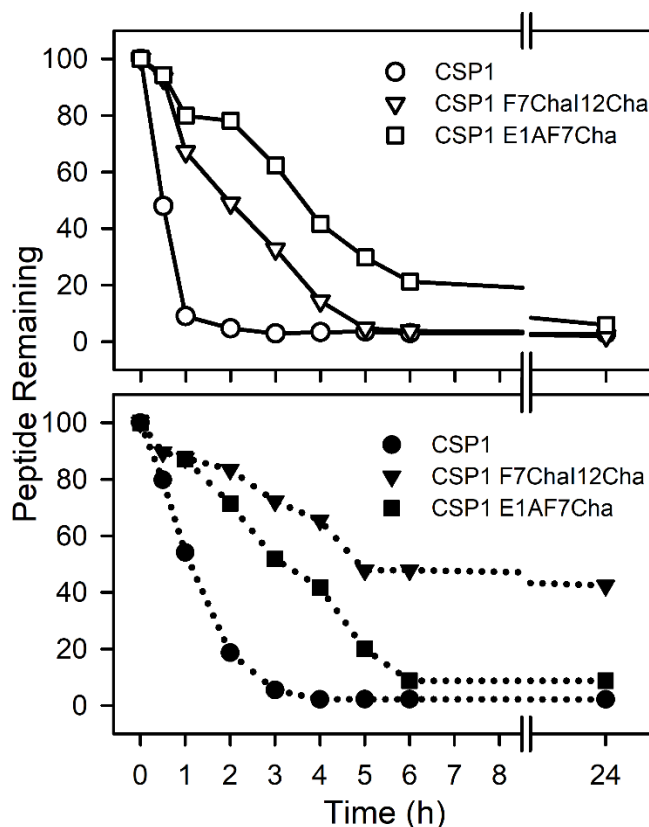 100
80
60
40
20
0
CSP1
CSP1 F7ChaI12Cha
CSP1 E1AF7Cha
Peptide Remaining
100
80
60
40
20
0
CSP1
CSP1 F7ChaI12Cha
CSP1 E1AF7Cha
0 1 2 3 4 5 6 7 8 24
Time (h)